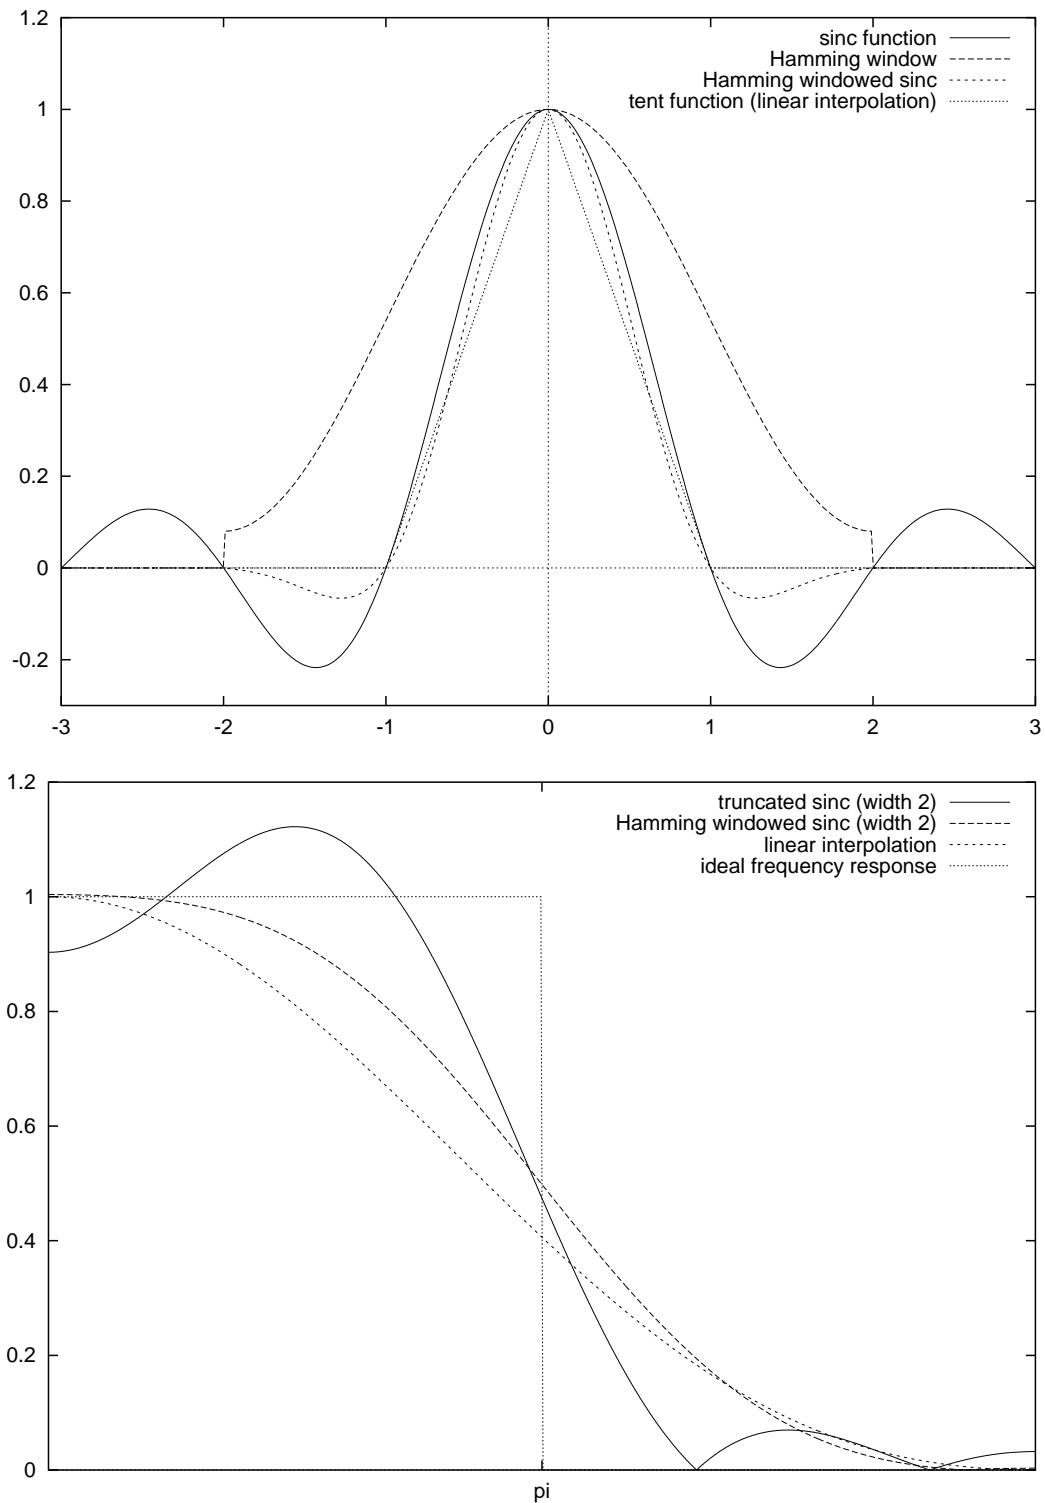 1.2
sinc function
Hamming window
Hamming windowed sinc
tent function (linear interpolation)
1
0.8
0.6
0.4
0.2
0
-0.2
-3 -2 -1 0 1 2 3
1.2
truncated sinc (width 2)
Hamming windowed sinc (width 2)
linear interpolation
ideal frequency response
1
0.8
0.6
0.4
0.2
0
pi